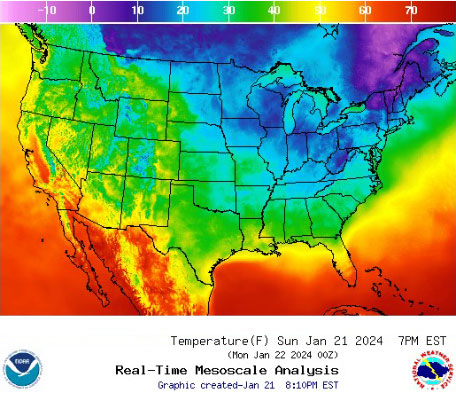 -10 0 10 20 30 40 50 60 70
Temperature(F) Sun Jan 21 2024 7PM EST
(Mon Jan 22 2024 00Z)
Real-Time Mesoscale Analysis
Graphic created-Jan 21 8:10PM EST
NOAA
NATIONAL WEATHER SERVICE